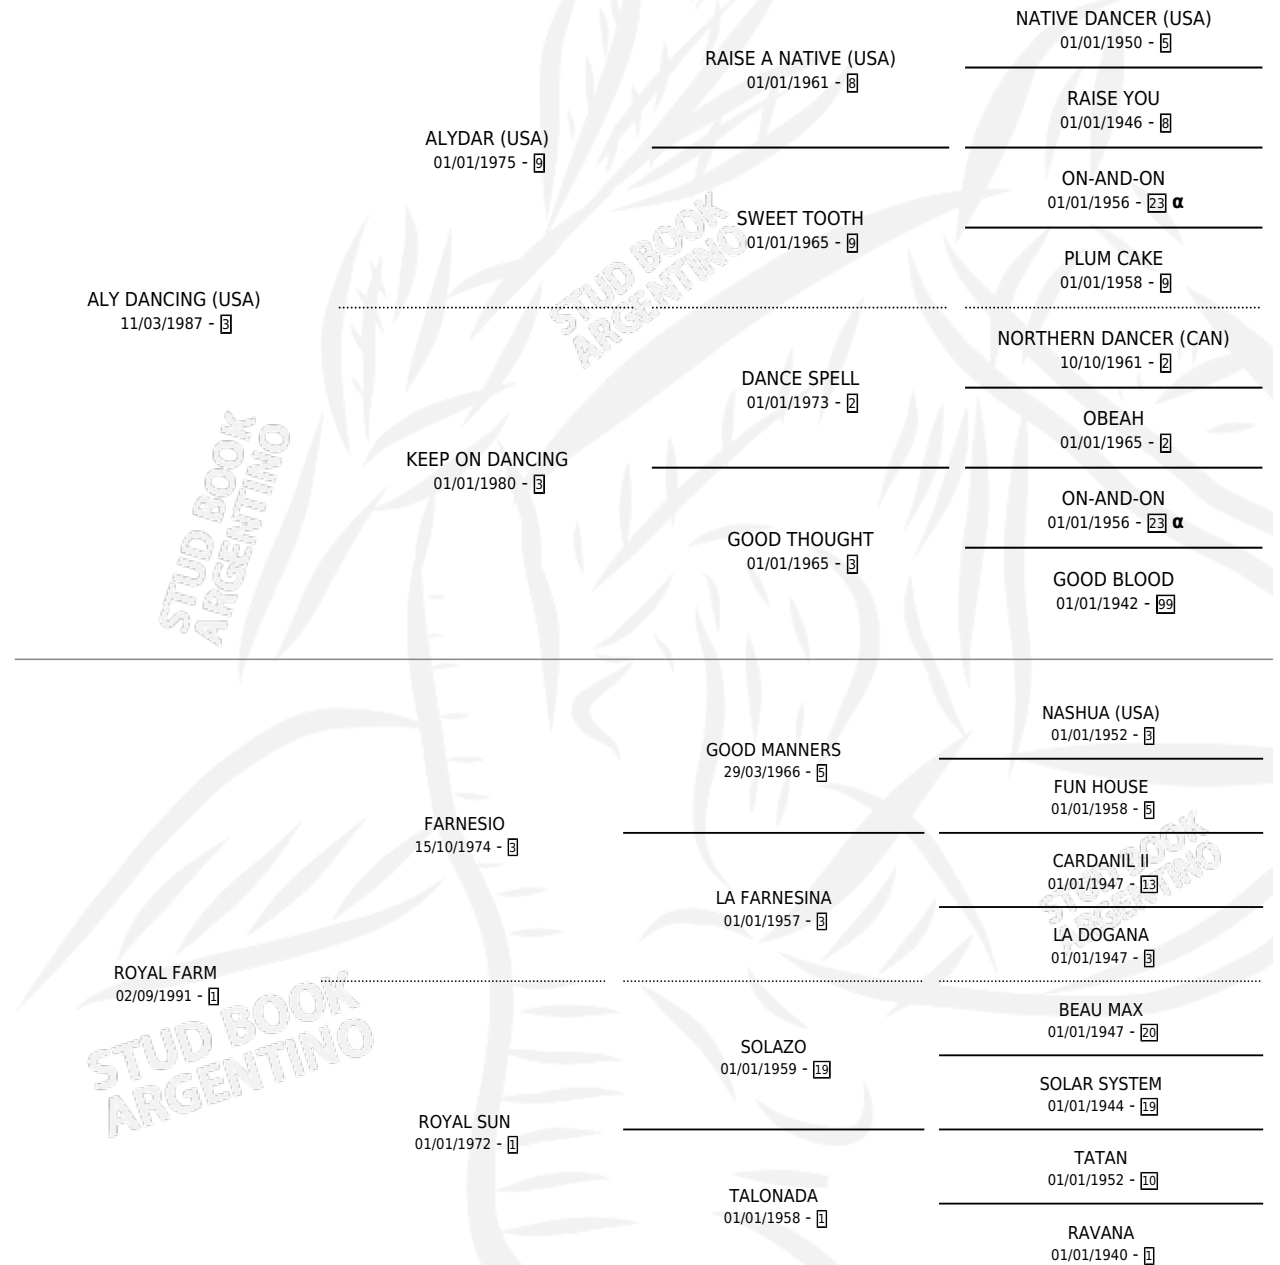 NATIVE DANCER (USA)
01/01/1950 - 5
RAISE A NATIVE (USA)
01/01/1961 - 8
RAISE YOU
01/01/1946 - 8
ALYDAR (USA)
01/01/1975 - 9
ON-AND-ON
01/01/1956 - 23 α
SWEET TOOTH
01/01/1965 - 9
PLUM CAKE
01/01/1958 - 9
ALY DANCING (USA)
11/03/1987 - 3
NORTHERN DANCER (CAN)
10/10/1961 - 2
DANCE SPELL
01/01/1973 - 2
OBEAH
01/01/1965 - 2
KEEP ON DANCING
01/01/1980 - 3
ON-AND-ON
01/01/1956 - 23 α
GOOD THOUGHT
01/01/1965 - 3
GOOD BLOOD
01/01/1942 - 99
NASHUA (USA)
01/01/1952 - 3
GOOD MANNERS
29/03/1966 - 5
FUN HOUSE
01/01/1958 - 5
FARNESIO
15/10/1974 - 3
CARDANIL II
01/01/1947 - 13
LA FARNESINA
01/01/1957 - 3
LA DOGANA
01/01/1947 - 3
ROYAL FARM
02/09/1991 - 1
BEAU MAX
01/01/1947 - 20
SOLAZO
01/01/1959 - 19
SOLAR SYSTEM
01/01/1944 - 19
ROYAL SUN
01/01/1972 - 1
TATAN
01/01/1952 - 10
TALONADA
01/01/1958 - 1
RAVANA
01/01/1940 - 1
STUD BOOK
ARGENTINO
STUD BOOK
ARGENTINO
STUD BOOK
ARGENTINO
STUD BOOK
ARGENTINO